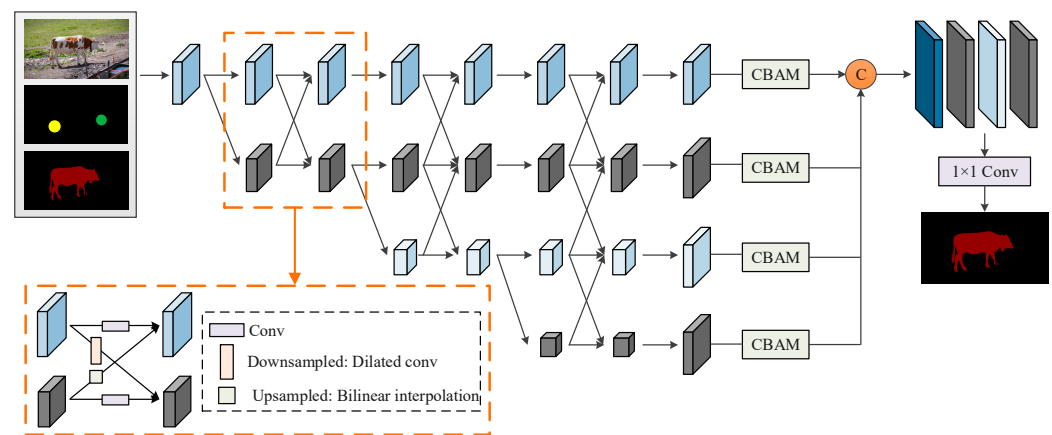 CBAM
C
CBAM
1×1 Conv
CBAM
CBAM
Conv
Downsampled: Dilated conv
Upsampled: Bilinear interpolation